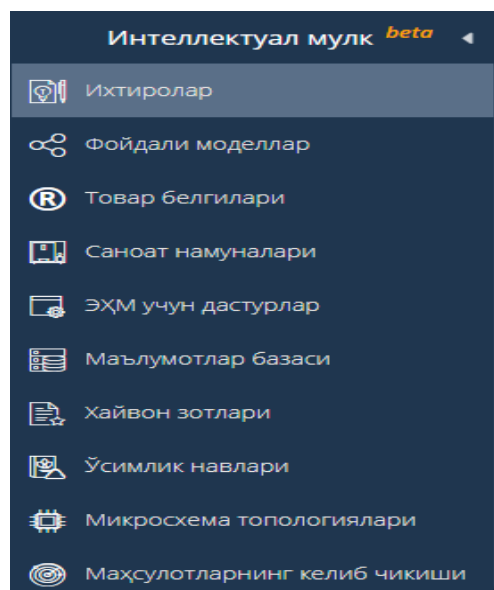 Интеллектуал мулк beta
Ихтиролар
Фойдали моделлар
Товар белгилари
Саноат намуналари
ЭҲМ учун дастурлар
Маълумотлар базаси
Хайвон зотлари
Ўсимлик навлари
Микросхема топологиялари
Маҳсулотларнинг келиб чикиши